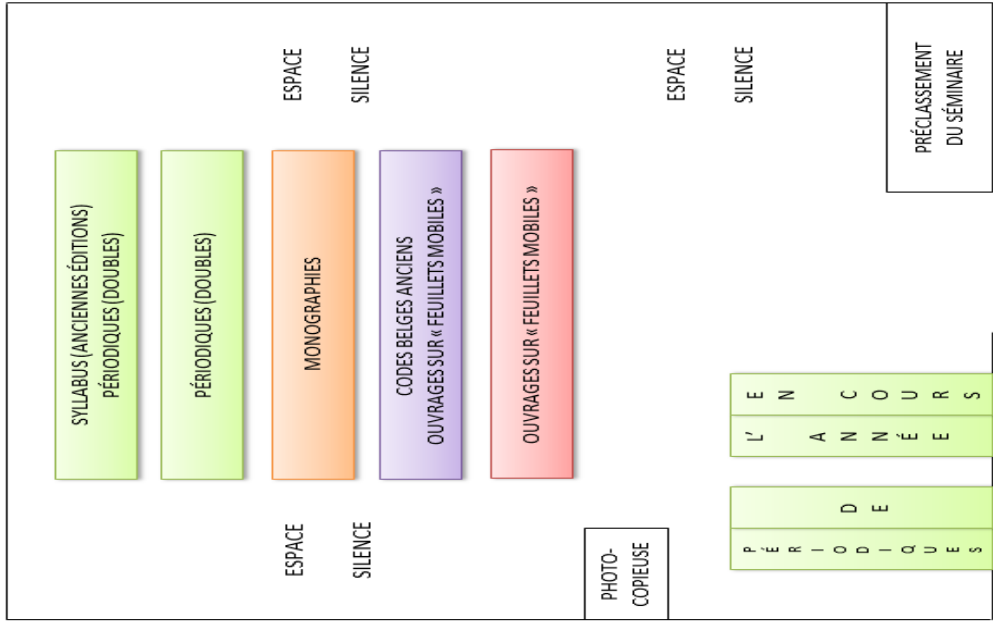 SYLLABUS (ANCIENNES ÉDITIONS)
PÉRIODIQUES (DOUBLES)
PÉRIODIQUES (DOUBLES)
MONOGRAPHIES
CODES BELGES ANCIENS
OUVRAGES SUR « FEUILLETS MOBILES »
OUVRAGES SUR « FEUILLETS MOBILES »
ESPACE
SILENCE
ESPACE
SILENCE
ESPACE
SILENCE
PHOTO-
COPIEUSE
PÉRIODIQUES
DE
L’ANNÉE
EN COURS
PRÉCLASSEMENT
DU SÉMINAIRE